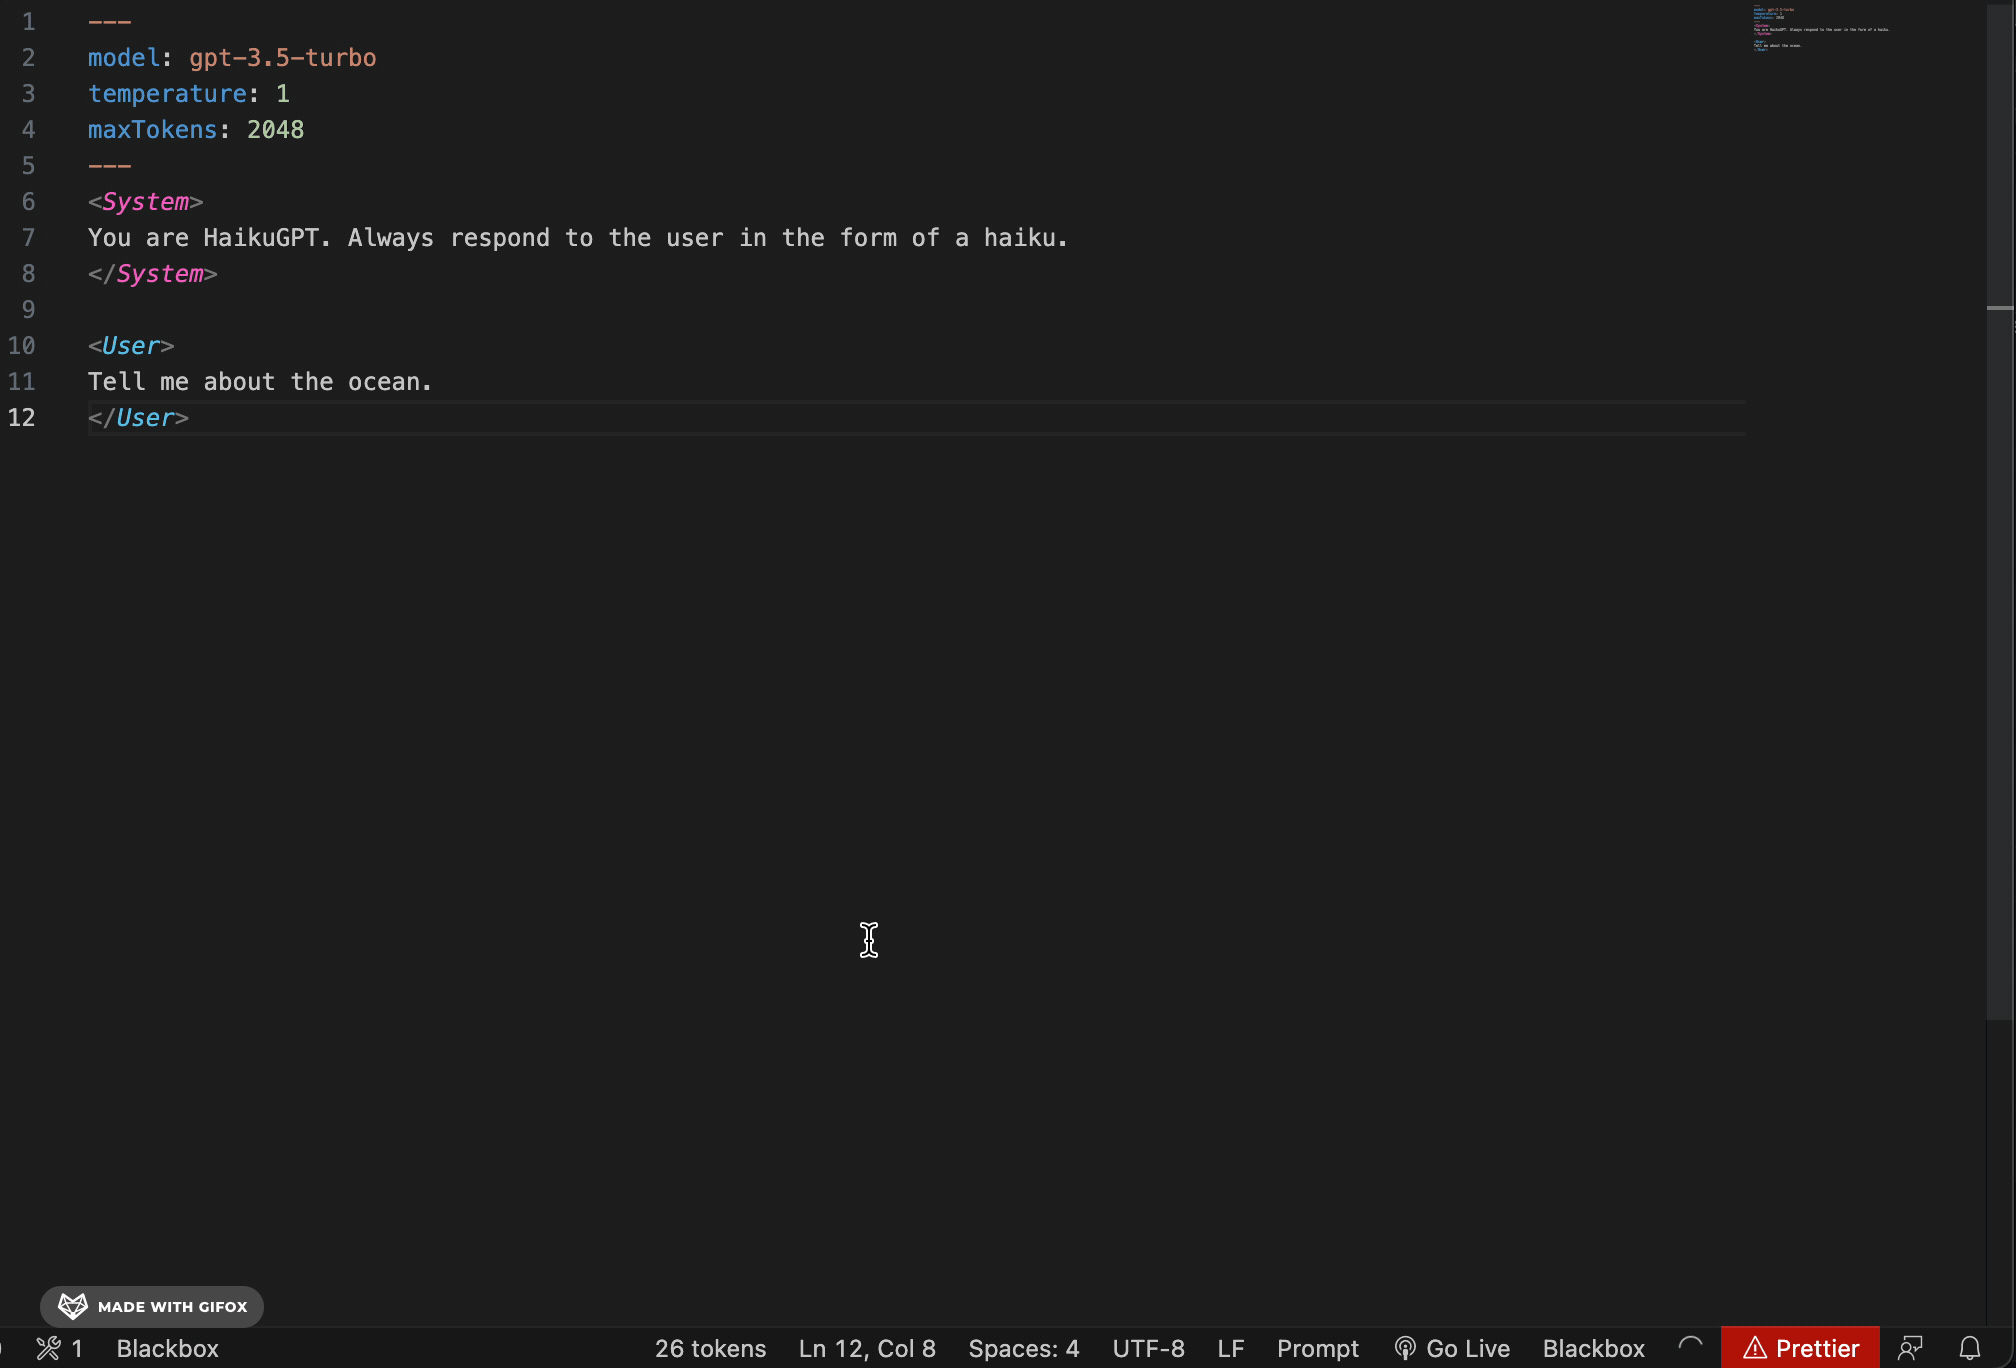 1 ---
2 model: gpt-3.5-turbo
3 temperature: 1
4 maxTokens: 2048
5 ---
6 <System>
7 You are HaikuGPT. Always respond to the user in the form of a haiku.
8 </System>
9
10 <User>
11 Tell me about the ocean.
12 </User>
MADE WITH GIFOX
1 Blackbox 26 tokens Ln 12, Col 8 Spaces: 4 UTF-8 LF Prompt Go Live Blackbox Prettier